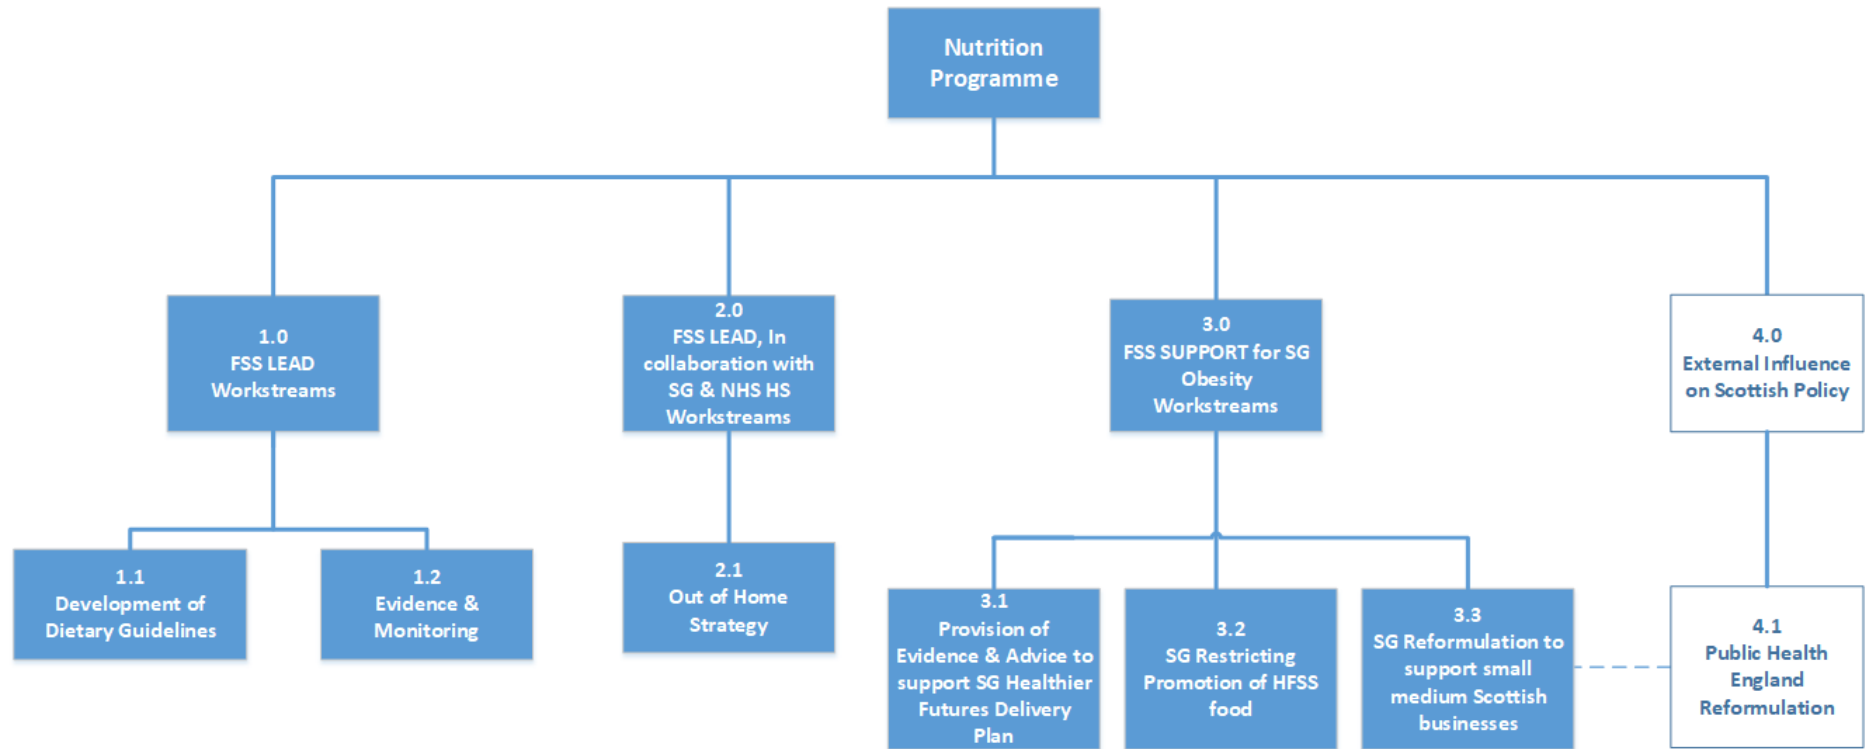 Nutrition
Programme
1.0
FSS LEAD
Workstreams
2.0
FSS LEAD, In
collaboration with
SG & NHS HS
Workstreams
3.0
FSS SUPPORT for SG
Obesity
Workstreams
4.0
External Influence
on Scottish Policy
1.1
Development of
Dietary Guidelines
1.2
Evidence &
Monitoring
2.1
Out of Home
Strategy
3.1
Provision of
Evidence & Advice to
support SG Healthier
Futures Delivery
Plan
3.2
SG Restricting
Promotion of HFSS
food
3.3
SG Reformulation to
support small
medium Scottish
businesses
4.1
Public Health
England
Reformulation